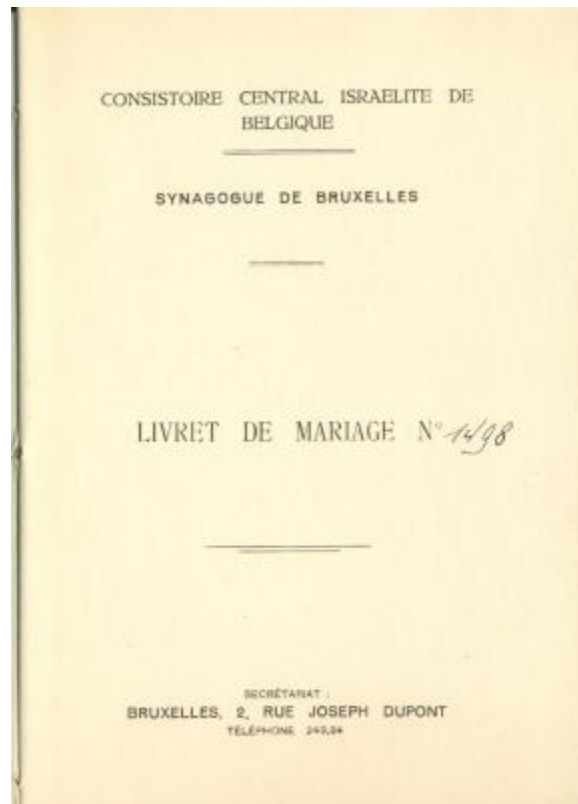 CONSISTOIRE CENTRAL ISRAELITE DE
BELGIQUE
SYNAGOGUE DE BRUXELLES
LIVRET DE MARIAGE N° 1498
SECRÉTARIAT :
BRUXELLES, 2, RUE JOSEPH DUPONT
TÉLÉPHONE 243,34